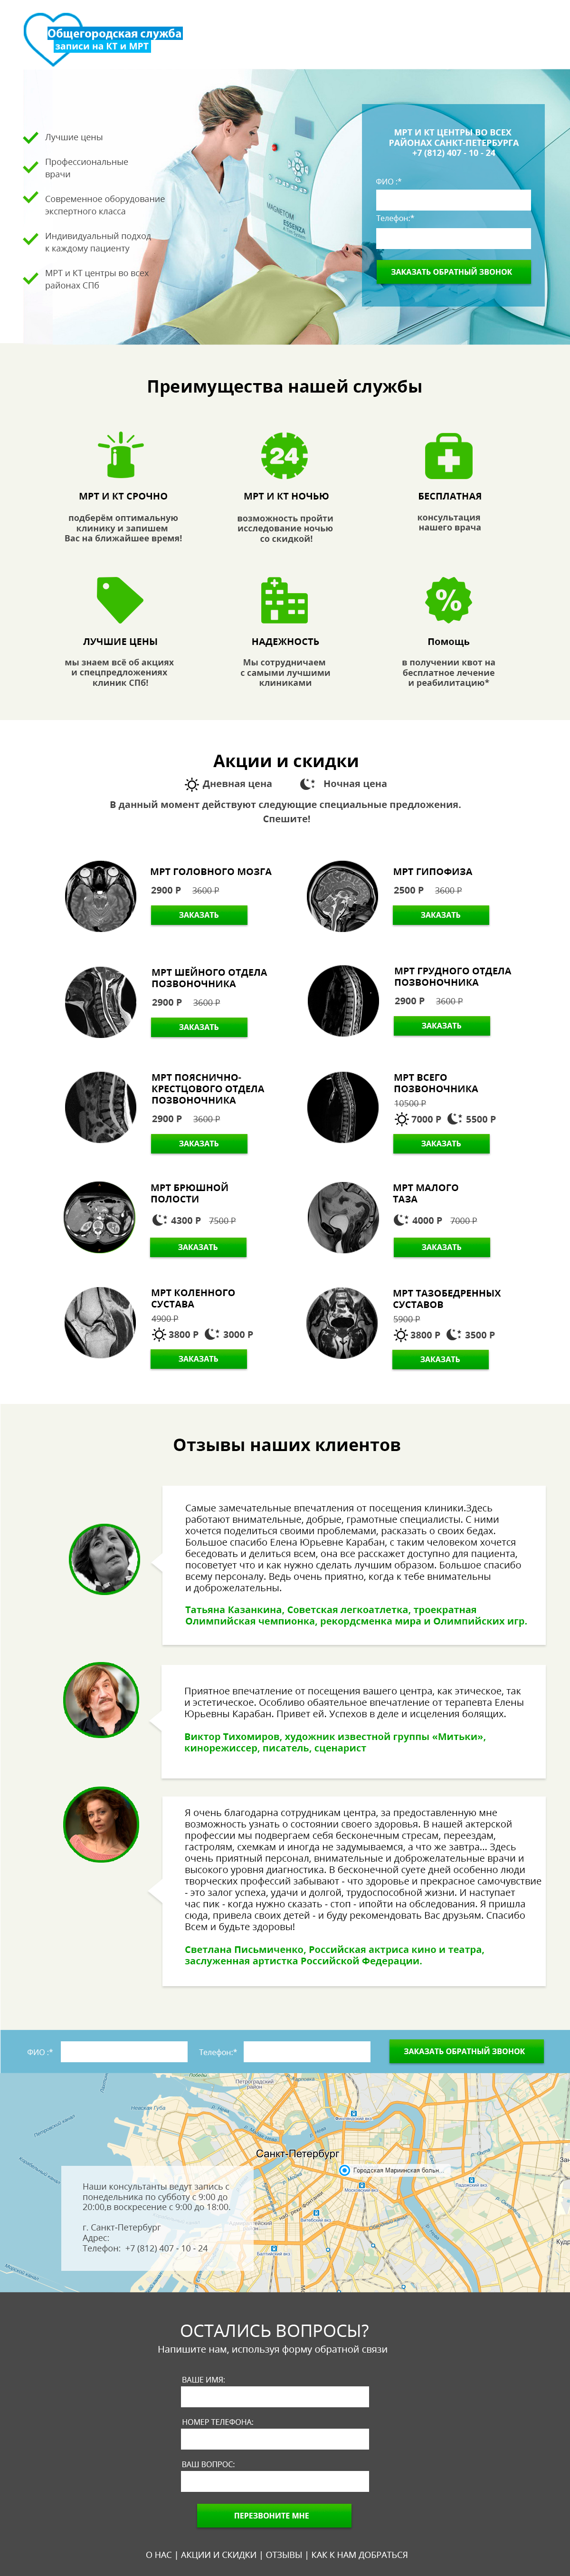 Общегородская служба
записи на КТ и МРТ
Лучшие цены
Профессиональные
врачи
Современное оборудование
экспертного класса
Индивидуальный подход
к каждому пациенту
МРТ и КТ центры во всех
районах СПб
MAGNETOM
ESSENZA
МРТ И КТ ЦЕНТРЫ ВО ВСЕХ
РАЙОНАХ САНКТ-ПЕТЕРБУРГА
+7 (812) 407 - 10 - 24
ФИО :*
Телефон:*
ЗАКАЗАТЬ ОБРАТНЫЙ ЗВОНОК
Преимущества нашей службы
24
МРТ И КТ СРОЧНО
подберём оптимальную
клинику и запишем
Вас на ближайшее время!
МРТ И КТ НОЧЬЮ
возможность пройти
исследование ночью
со скидкой!
БЕСПЛАТНАЯ
консультация
нашего врача
%
ЛУЧШИЕ ЦЕНЫ
мы знаем всё об акциях
и спецпредложениях
клиник СПб!
НАДЕЖНОСТЬ
Мы сотрудничаем
с самыми лучшими
клиниками
Помощь
в получении квот на
бесплатное лечение
и реабилитацию*
Акции и скидки
Дневная цена Ночная цена
В данный момент действуют следующие специальные предложения.
Спешите!
МРТ ГОЛОВНОГО МОЗГА
2900 Р 3600 Р
ЗАКАЗАТЬ
МРТ ГИПОФИЗА
2500 Р 3600 Р
ЗАКАЗАТЬ
МРТ ШЕЙНОГО ОТДЕЛА
ПОЗВОНОЧНИКА
2900 Р 3600 Р
ЗАКАЗАТЬ
МРТ ГРУДНОГО ОТДЕЛА
ПОЗВОНОЧНИКА
2900 Р 3600 Р
ЗАКАЗАТЬ
МРТ ПОЯСНИЧНО-
КРЕСТЦОВОГО ОТДЕЛА
ПОЗВОНОЧНИКА
2900 Р 3600 Р
ЗАКАЗАТЬ
МРТ ВСЕГО
ПОЗВОНОЧНИКА
10500 Р
7000 Р 5500 Р
ЗАКАЗАТЬ
МРТ БРЮШНОЙ
ПОЛОСТИ
4300 Р 7500 Р
ЗАКАЗАТЬ
МРТ МАЛОГО
ТАЗА
4000 Р 7000 Р
ЗАКАЗАТЬ
МРТ КОЛЕННОГО
СУСТАВА
4900 Р
3800 Р 3000 Р
ЗАКАЗАТЬ
МРТ ТАЗОБЕДРЕННЫХ
СУСТАВОВ
5900 Р
3800 Р 3500 Р
ЗАКАЗАТЬ
Отзывы наших клиентов
Самые замечательные впечатления от посещения клиники.Здесь
работают внимательные, добрые, грамотные специалисты. С ними
хочется поделиться своими проблемами, расказать о своих бедах.
Большое спасибо Елена Юрьевне Карабан, с таким человеком хочется
беседовать и делиться всем, она все расскажет доступно для пациента,
посоветует что и как нужно сделать лучшим образом. Большое спасибо
всему персоналу. Ведь очень приятно, когда к тебе внимательны
и доброжелательны.
Татьяна Казанкина, Советская легкоатлетка, троекратная
Олимпийская чемпионка, рекордсменка мира и Олимпийских игр.
Приятное впечатление от посещения вашего центра, как этическое, так
и эстетическое. Особливо обаятельное впечатление от терапевта Елены
Юрьевны Карабан. Привет ей. Успехов в деле и исцеления болящих.
Виктор Тихомиров, художник известной группы «Митьки»,
кинорежиссер, писатель, сценарист
Я очень благодарна сотрудникам центра, за предоставленную мне
возможность узнать о состоянии своего здоровья. В нашей актерской
профессии мы подвергаем себя бесконечным стресам, переездам,
гастролям, схемкам и иногда не задумываемся, а что же завтра... Здесь
очень приятный персонал, внимательные и доброжелательные врачи и
высокого уровня диагностика. В бесконечной суете дней особенно люди
творческих профессий забывают - что здоровье и прекрасное самочувствие
- это залог успеха, удачи и долгой, трудоспособной жизни. И наступает
час пик - когда нужно сказать - стоп - ипойти на обследования. Я пришла
сюда, привела своих детей - и буду рекомендовать Вас друзьям. Спасибо
Всем и будьте здоровы!
Светлана Письмиченко, Российская актриса кино и театра,
заслуженная артистка Российской Федерации.
ФИО :*
Телефон:*
ЗАКАЗАТЬ ОБРАТНЫЙ ЗВОНОК
Петроградский
район
Невская Губа
Санкт-Петербург
Городская Мариинская больн...
Наши консультанты ведут запись с
понедельника по субботу с 9:00 до
20:00,в воскресение с 9:00 до 18:00.
г. Санкт-Петербург
Адрес:
Телефон: +7 (812) 407 - 10 - 24
ОСТАЛИСЬ ВОПРОСЫ?
Напишите нам, используя форму обратной связи
ВАШЕ ИМЯ:
НОМЕР ТЕЛЕФОНА:
ВАШ ВОПРОС:
ПЕРЕЗВОНИТЕ МНЕ
О НАС | АКЦИИ И СКИДКИ | ОТЗЫВЫ | КАК К НАМ ДОБРАТЬСЯ